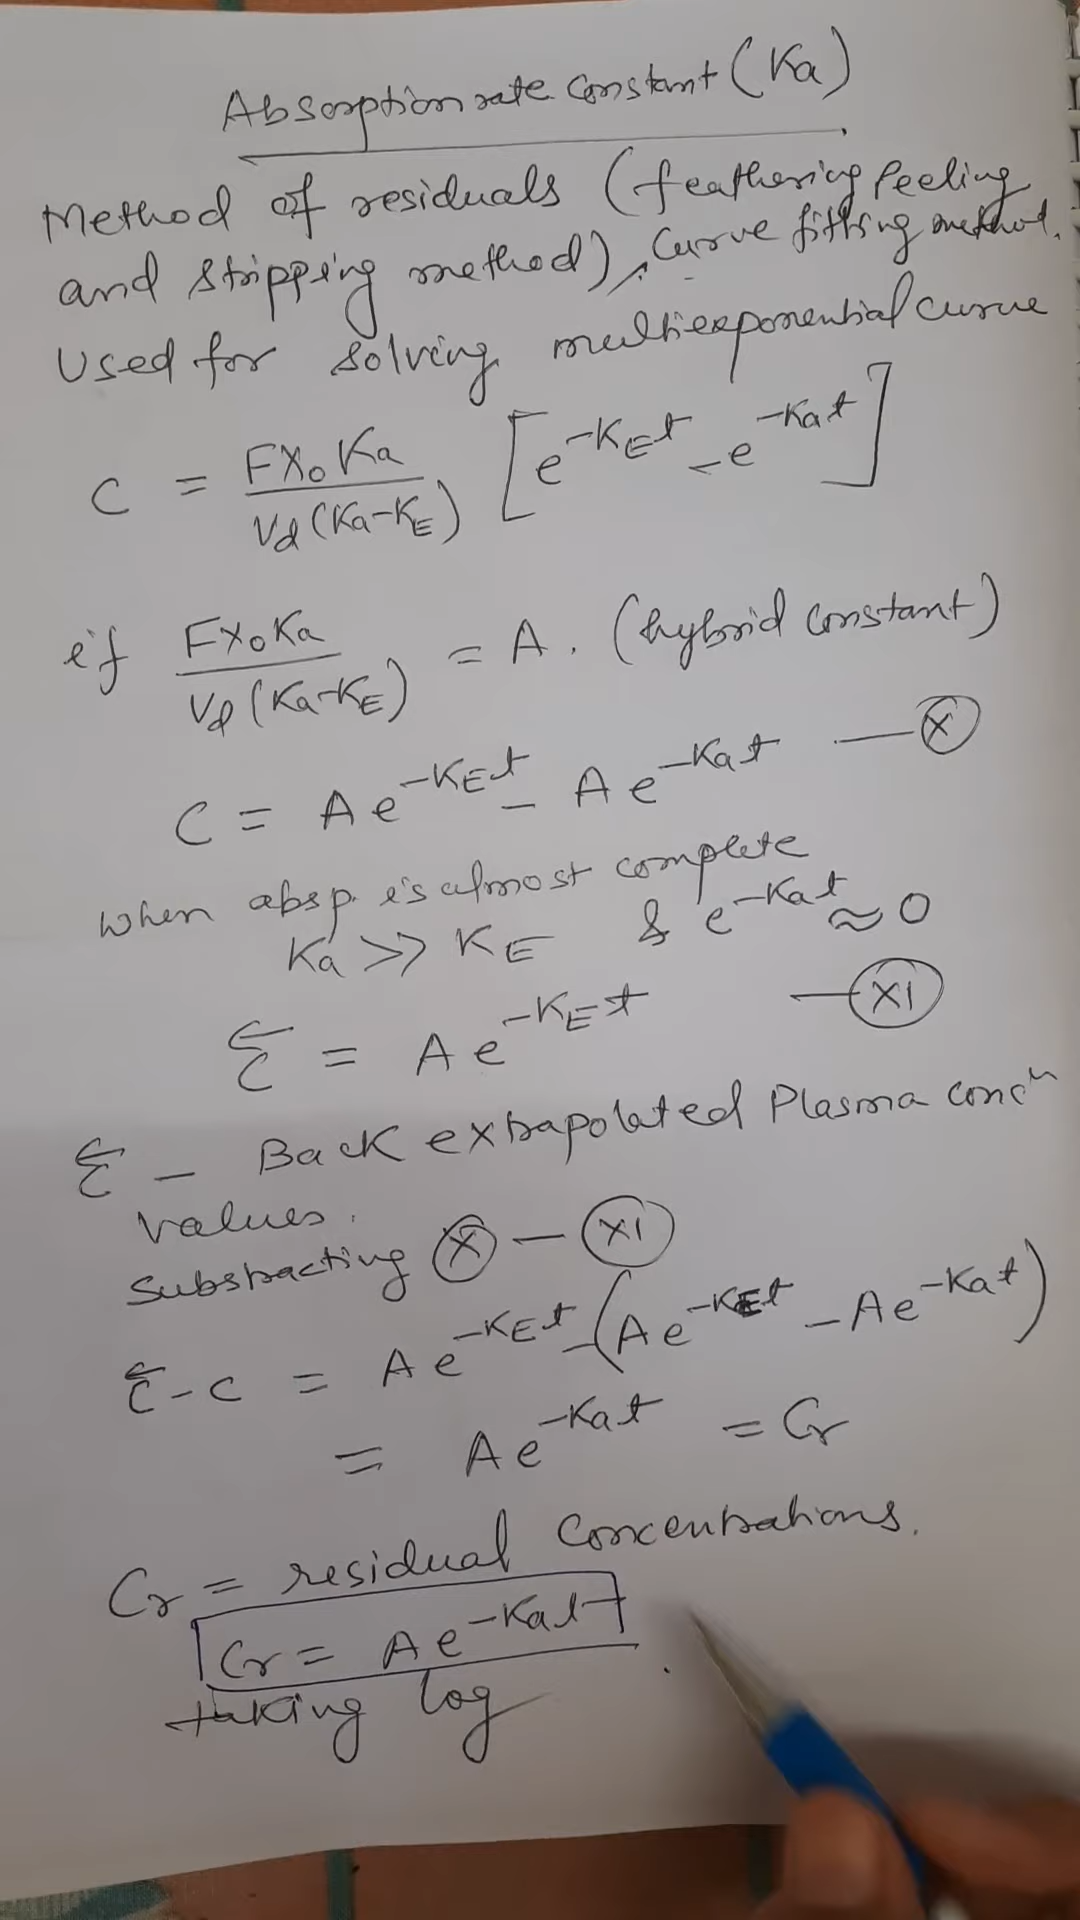 Absorption rate constant (Ka)
Method of residuals (feathering, peeling
and stripping method), Curve fitting method.
Used for solving multiexponential curve
C = FX₀Ka / Vd(Ka-KE) [e^-KEt - e^-Kat]
if FX₀Ka / Vd(Ka-KE) = A. (hybrid constant)
C = Ae^-KEt - Ae^-Kat — (X)
When absp. is almost complete
Ka >> KE & e^-Kat ≈ 0
C⃖ = Ae^-KEt — (XI)
C⃖ - Back extrapolated Plasma concⁿ
values.
Substracting (X) - (XI)
C⃖-C = Ae^-KEt - (Ae^-KEt - Ae^-Kat)
= Ae^-Kat = Cr
Cr = residual Concentrations.
Cr = Ae^-Kat
taking log